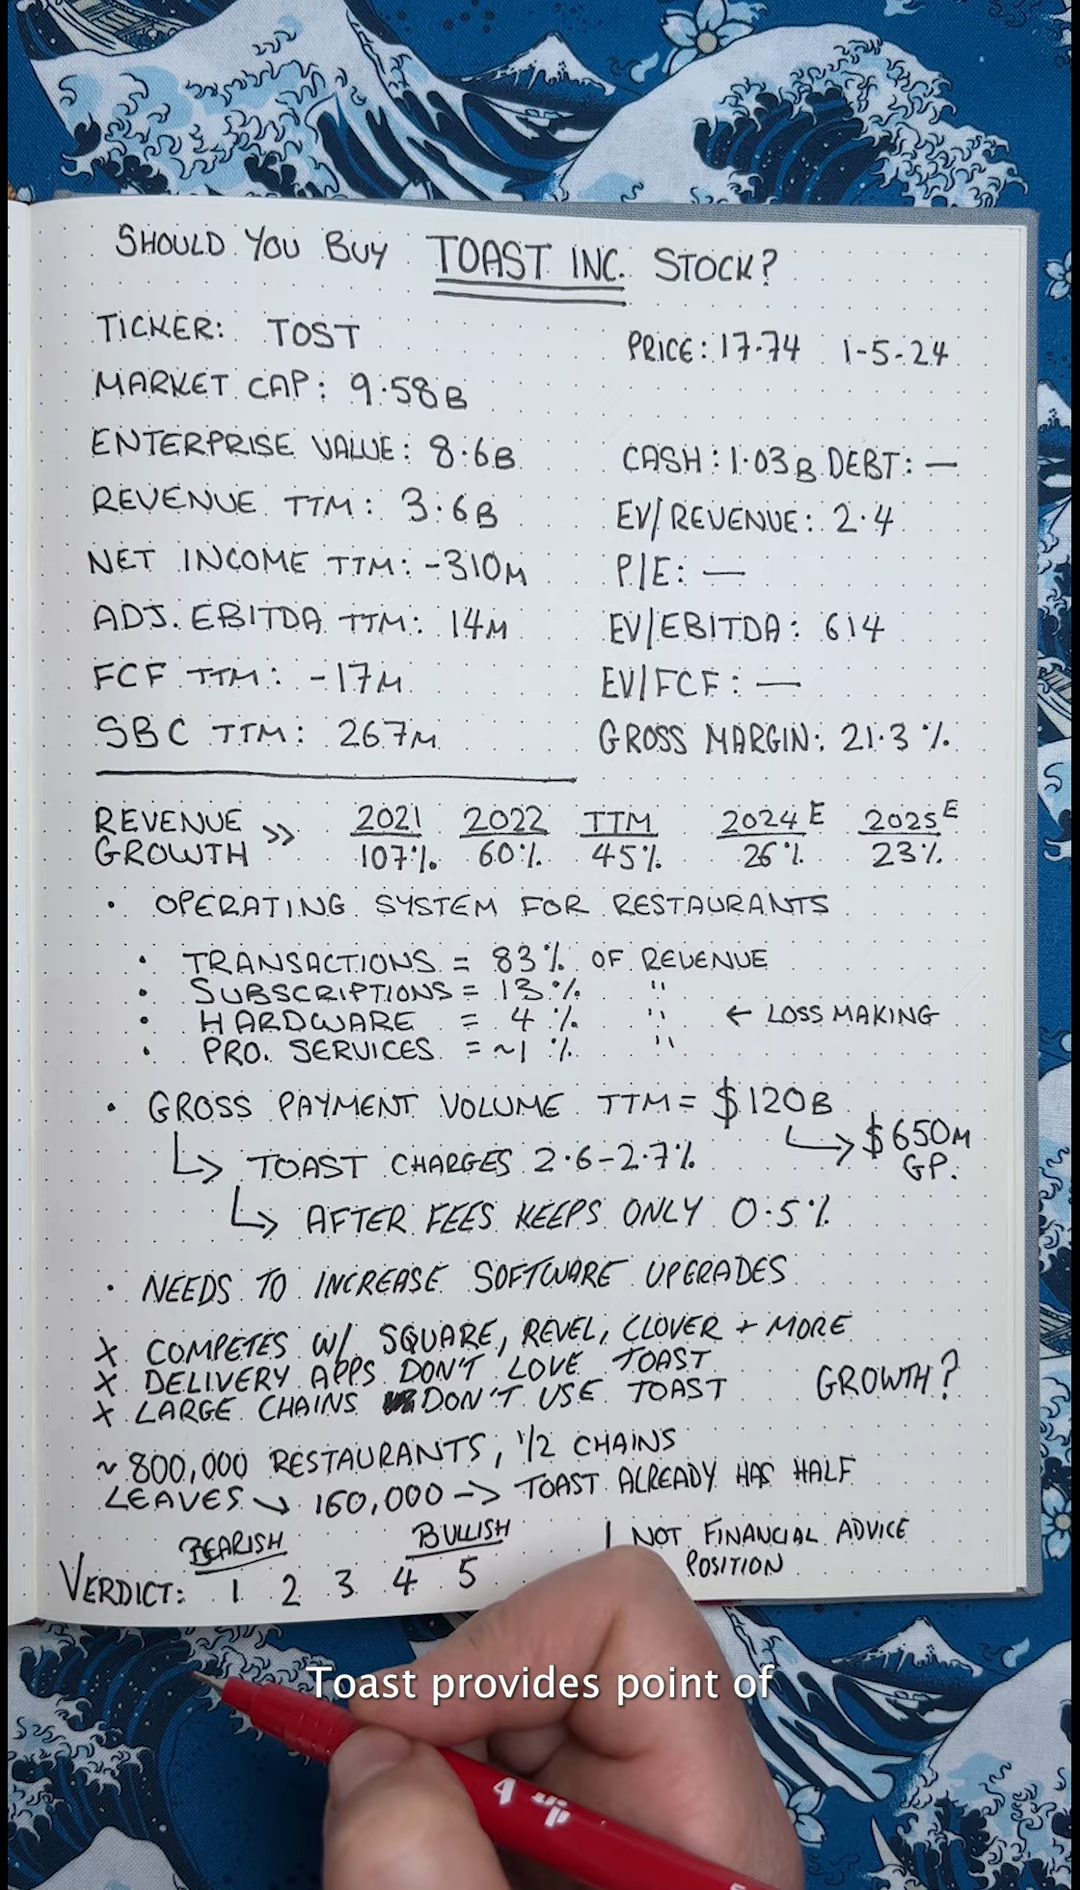 SHOULD YOU BUY TOAST INC. STOCK?
TICKER: TOST
PRICE: 17.74 1-5-24
MARKET CAP: 9.58B
ENTERPRISE VALUE: 8.6B
CASH: 1.03B DEBT: —
REVENUE TTM: 3.6B
EV/REVENUE: 2.4
NET INCOME TTM: -310M
P/E: —
ADJ. EBITDA TTM: 14M
EV/EBITDA: 614
FCF TTM: -17M
EV/FCF: —
SBC TTM: 267M
GROSS MARGIN: 21.3%
REVENUE GROWTH >> 2021 2022 TTM 2024E 2025E
107% 60% 45% 26% 23%
• OPERATING SYSTEM FOR RESTAURANTS
• TRANSACTIONS = 83% OF REVENUE
• SUBSCRIPTIONS = 13% "
• HARDWARE = 4% " ← LOSS MAKING
• PRO. SERVICES = ~1% "
• GROSS PAYMENT VOLUME TTM = $120B
↳ $650M GP.
↳ TOAST CHARGES 2.6-2.7%
↳ AFTER FEES KEEPS ONLY 0.5%
• NEEDS TO INCREASE SOFTWARE UPGRADES
X COMPETES W/ SQUARE, REVEL, CLOVER + MORE
X DELIVERY APPS DON'T LOVE TOAST
X LARGE CHAINS DON'T USE TOAST
GROWTH?
~800,000 RESTAURANTS, 1/2 CHAINS
LEAVES ↘ 160,000 -> TOAST ALREADY HAS HALF
BEARISH BULLISH
VERDICT: 1 2 3 4 5
NOT FINANCIAL ADVICE
POSITION
Toast provides point of